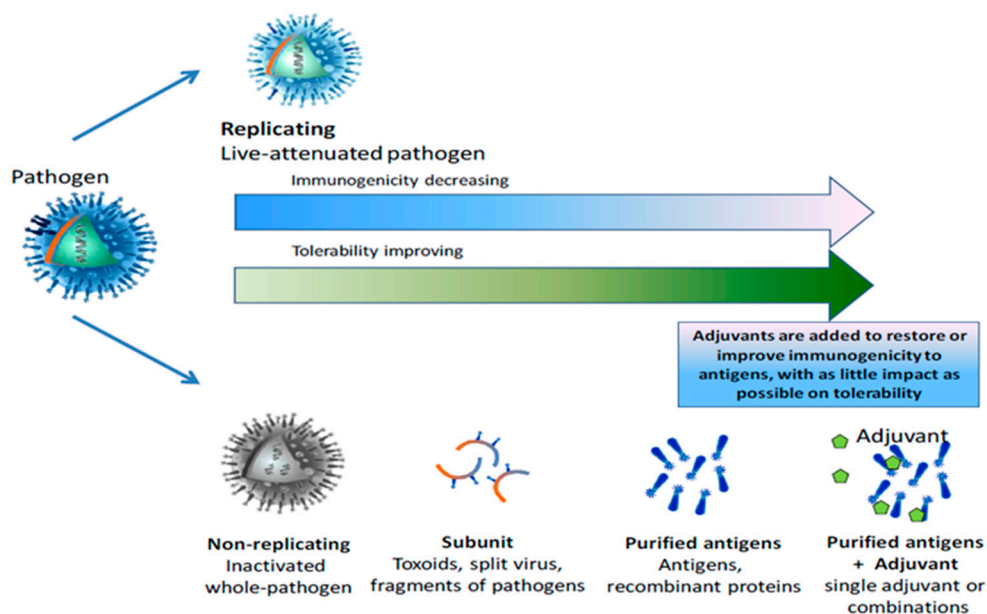 Replicating
Live-attenuated pathogen
Pathogen
Immunogenicity decreasing
Tolerability improving
Adjuvants are added to restore or
improve immunogenicity to
antigens, with as little impact as
possible on tolerability
Adjuvant
Non-replicating
Inactivated
whole-pathogen
Subunit
Toxoids, split virus,
fragments of pathogens
Purified antigens
Antigens,
recombinant proteins
Purified antigens
+ Adjuvant
single adjuvant or
combinations